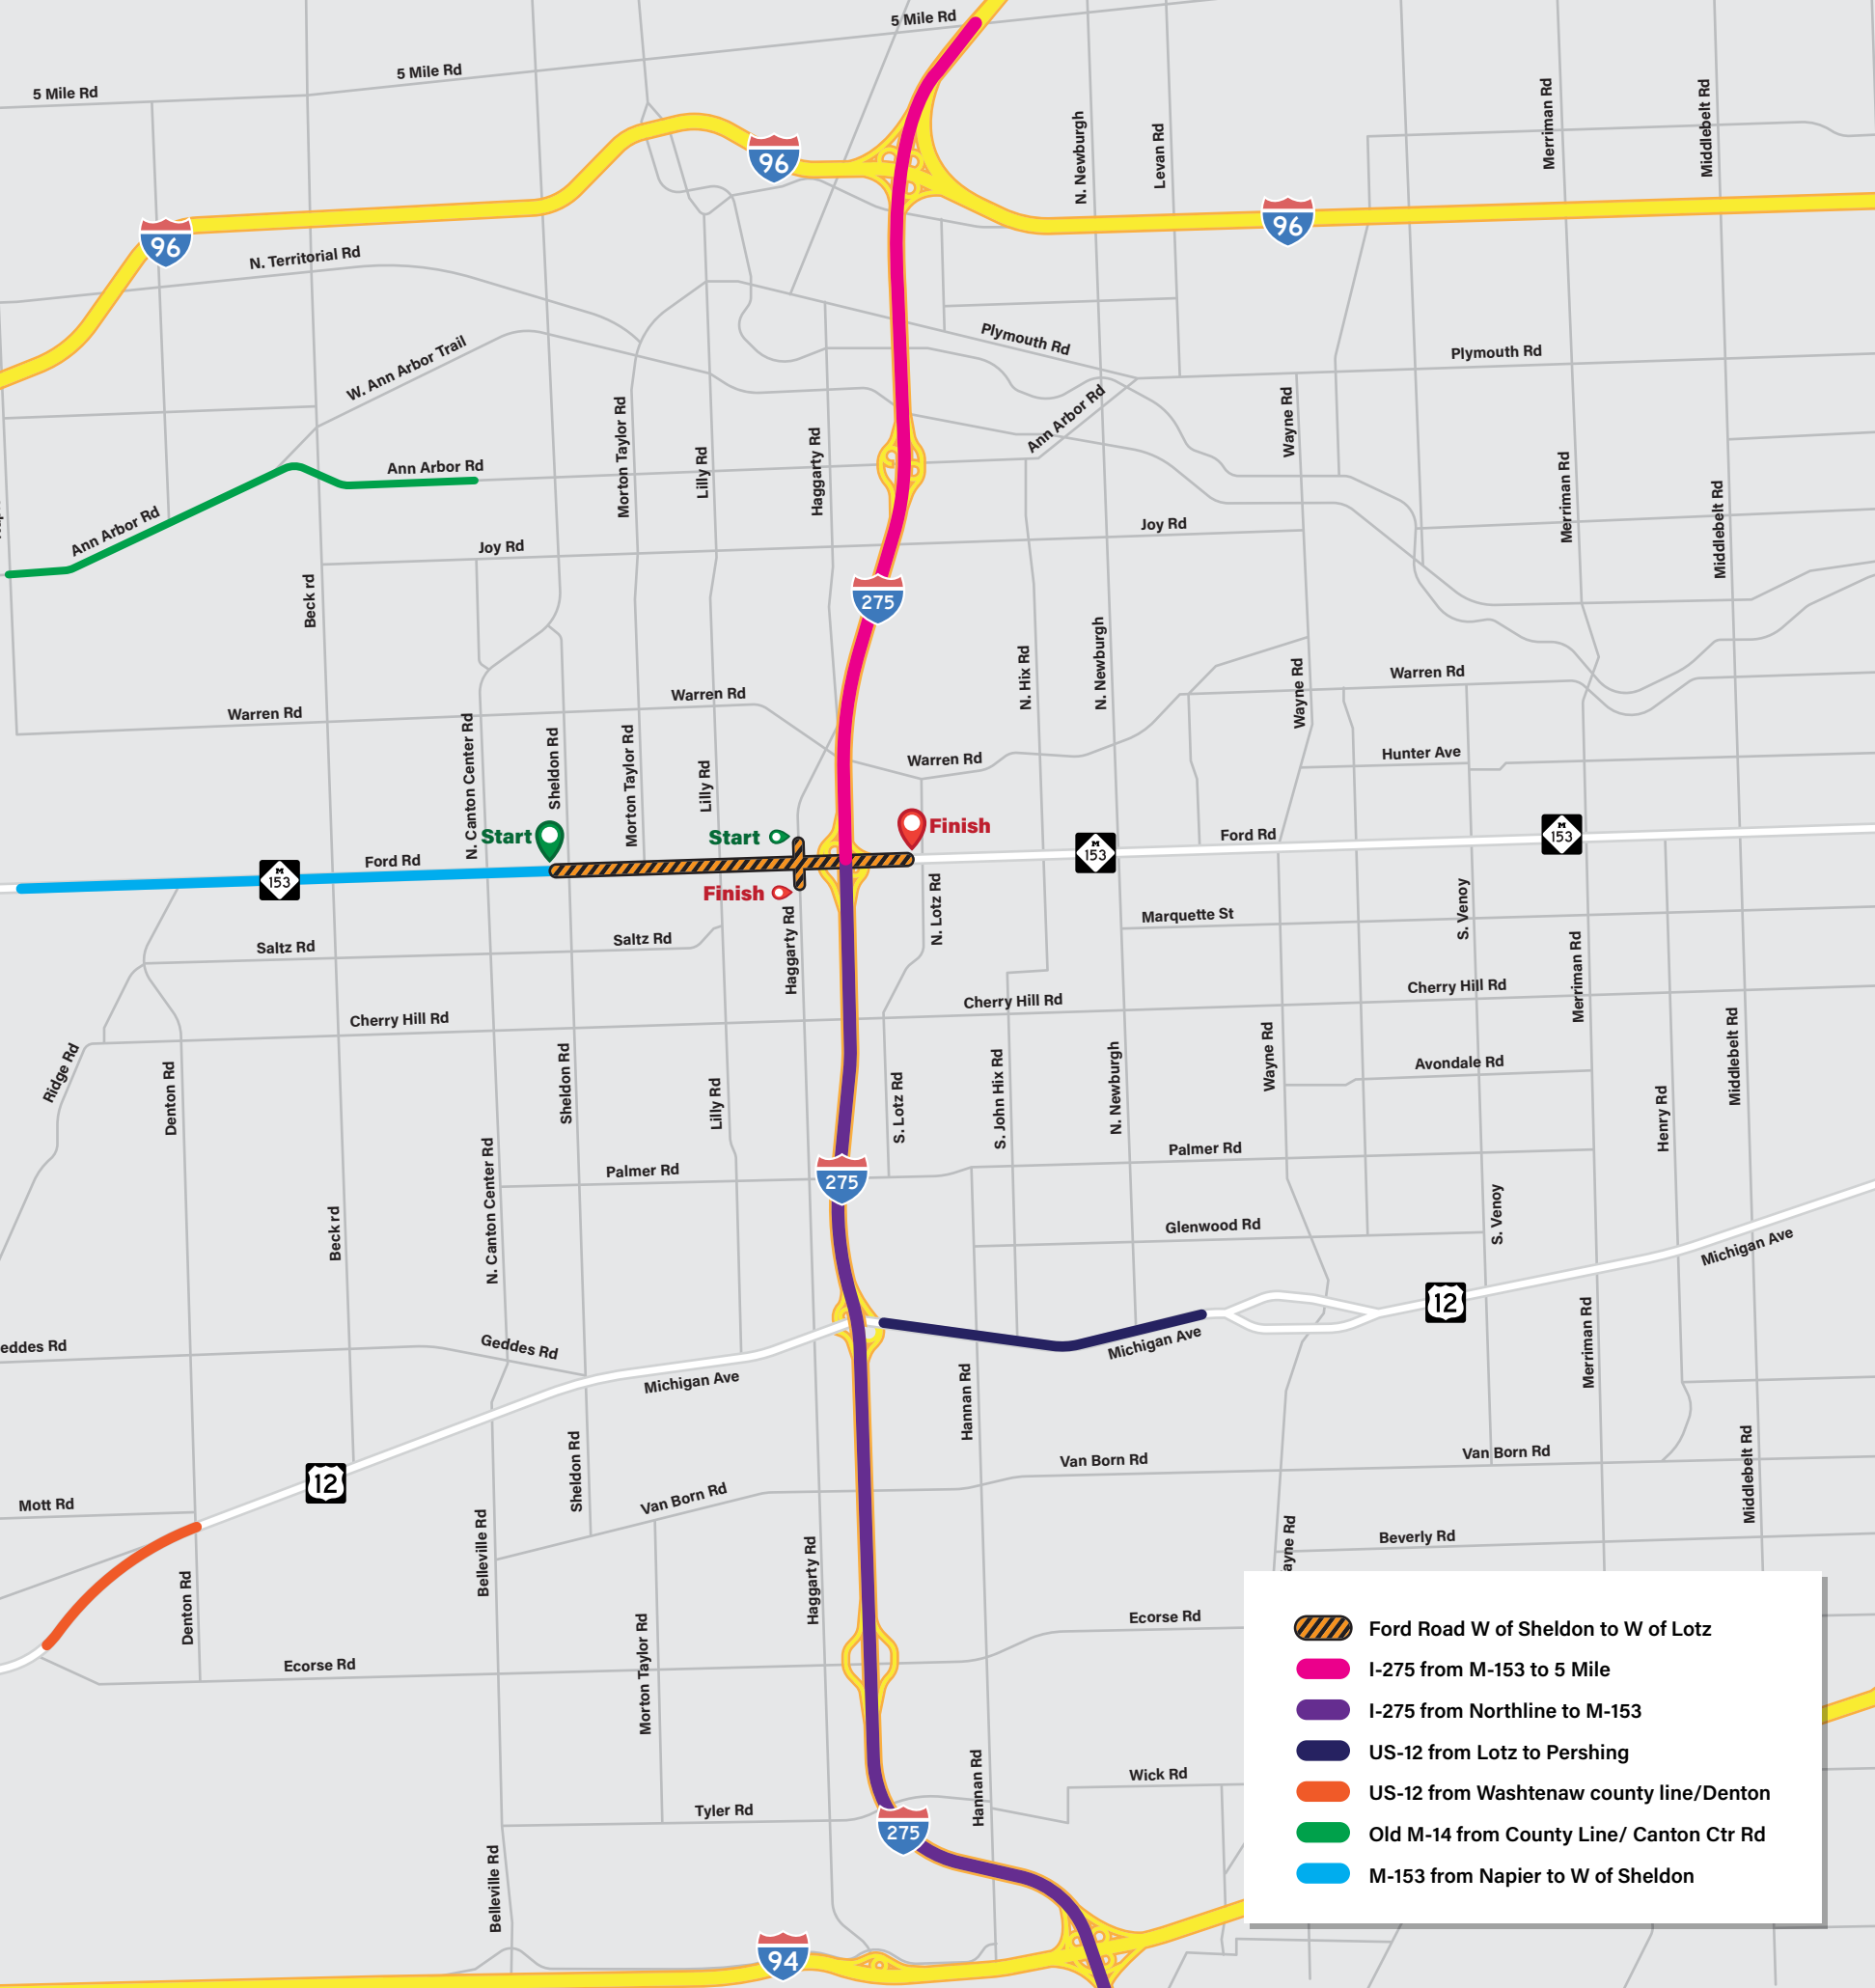 5 Mile Rd
5 Mile Rd
5 Mile Rd
N. Newburgh
Levan Rd
Merriman Rd
Middlebelt Rd
96
96
96
N. Territorial Rd
W. Ann Arbor Trail
Plymouth Rd
Plymouth Rd
Ann Arbor Rd
Wayne Rd
Morton Taylor Rd
Lilly Rd
Haggarty Rd
Ann Arbor Rd
Ann Arbor Rd
Merriman Rd
Middlebelt Rd
Joy Rd
Joy Rd
Beck rd
275
N. Hix Rd
N. Newburgh
Wayne Rd
Warren Rd
Warren Rd
Warren Rd
Warren Rd
Hunter Ave
N. Canton Center Rd
Sheldon Rd
Morton Taylor Rd
Lilly Rd
Start
Start
Finish
Finish
Ford Rd
M
153
M
153
Ford Rd
M
153
Haggarty Rd
N. Lotz Rd
Marquette St
S. Venoy
Merriman Rd
Saltz Rd
Saltz Rd
Cherry Hill Rd
Cherry Hill Rd
Cherry Hill Rd
Ridge Rd
Denton Rd
Sheldon Rd
Lilly Rd
S. Lotz Rd
S. John Hix Rd
N. Newburgh
Wayne Rd
Avondale Rd
Henry Rd
Middlebelt Rd
Palmer Rd
Palmer Rd
275
Beck rd
N. Canton Center Rd
Glenwood Rd
S. Venoy
Michigan Ave
12
eddes Rd
Geddes Rd
Michigan Ave
Michigan Ave
Hannan Rd
Merriman Rd
12
Mott Rd
Sheldon Rd
Van Born Rd
Van Born Rd
Van Born Rd
Middlebelt Rd
Belleville Rd
Haggarty Rd
ayne Rd
Beverly Rd
Denton Rd
Ecorse Rd
Ecorse Rd
Morton Taylor Rd
Hannan Rd
Wick Rd
Tyler Rd
275
Belleville Rd
94
Ford Road W of Sheldon to W of Lotz
I-275 from M-153 to 5 Mile
I-275 from Northline to M-153
US-12 from Lotz to Pershing
US-12 from Washtenaw county line/Denton
Old M-14 from County Line/ Canton Ctr Rd
M-153 from Napier to W of Sheldon